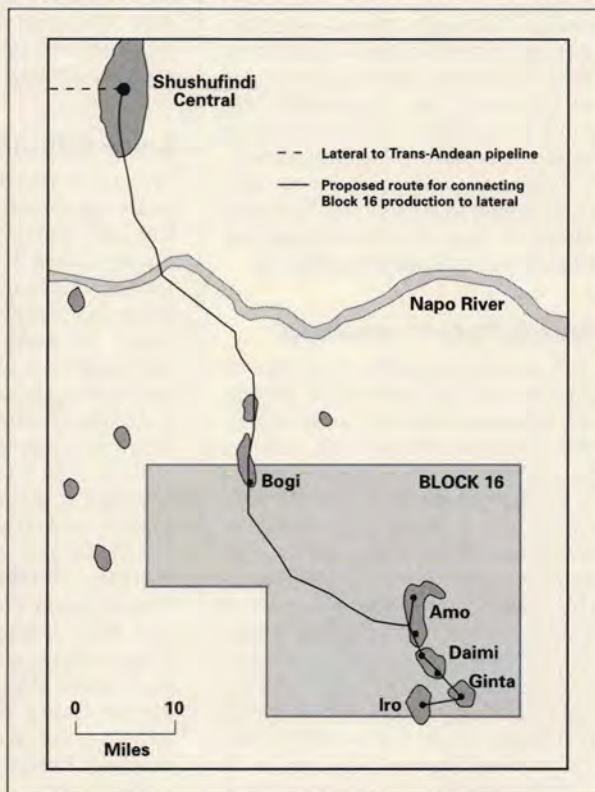 Shushufindi
Central
Lateral to Trans-Andean pipeline
Proposed route for connecting
Block 16 production to lateral
Napo River
Bogi
BLOCK 16
Amo
Daimi
Ginta
Iro
0 10
Miles